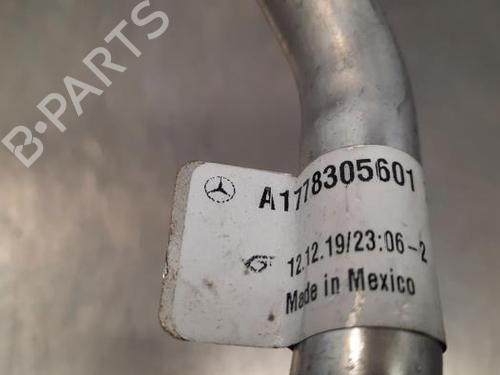 B-PARTS
A1778305601
12.12.19/23:06-2
Made in Mexico